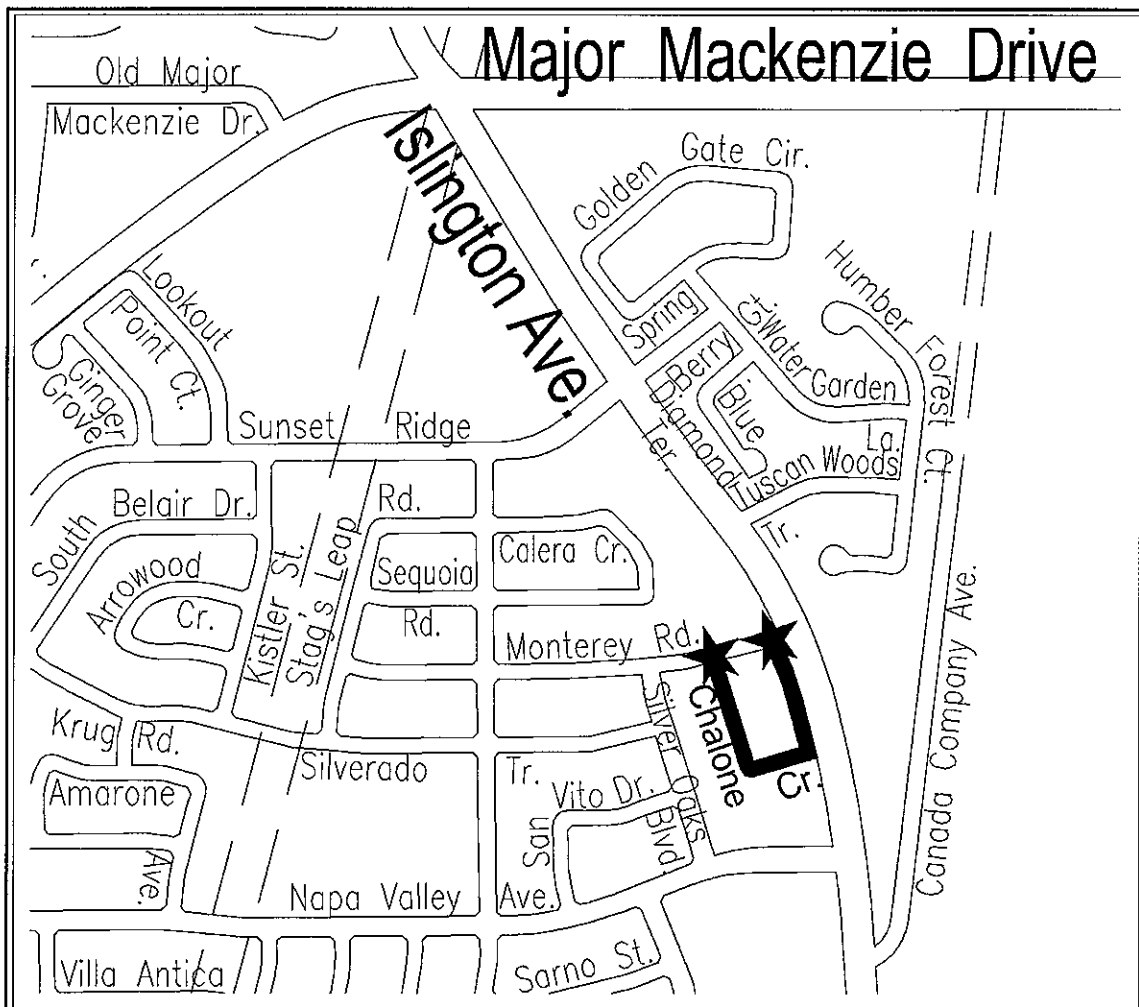 Major Mackenzie Drive
Old Major
Mackenzie Dr.
Islington Ave.
Golden
Gate Cir.
Humber
Forest Ct.
Lookout
Point Ct.
Ginger
Grove
Spring
Berry
Ct.
Water
Garden
La.
Blue
Diamond
Ter.
Tuscan
Woods
Tr.
Sunset
Ridge
South
Belair Dr.
Rd.
Calera Cr.
Arrowood
Cr.
Kistler St.
Stag's Leap
Sequoia
Rd.
Monterey Rd.
Chalone
Cr.
Silver Oaks
Blvd.
Canada Company Ave.
Krug
Rd.
Silverado
Tr.
Amarone
Ave.
San
Vito Dr.
Napa Valley
Ave.
Villa Antica
Sarno St.